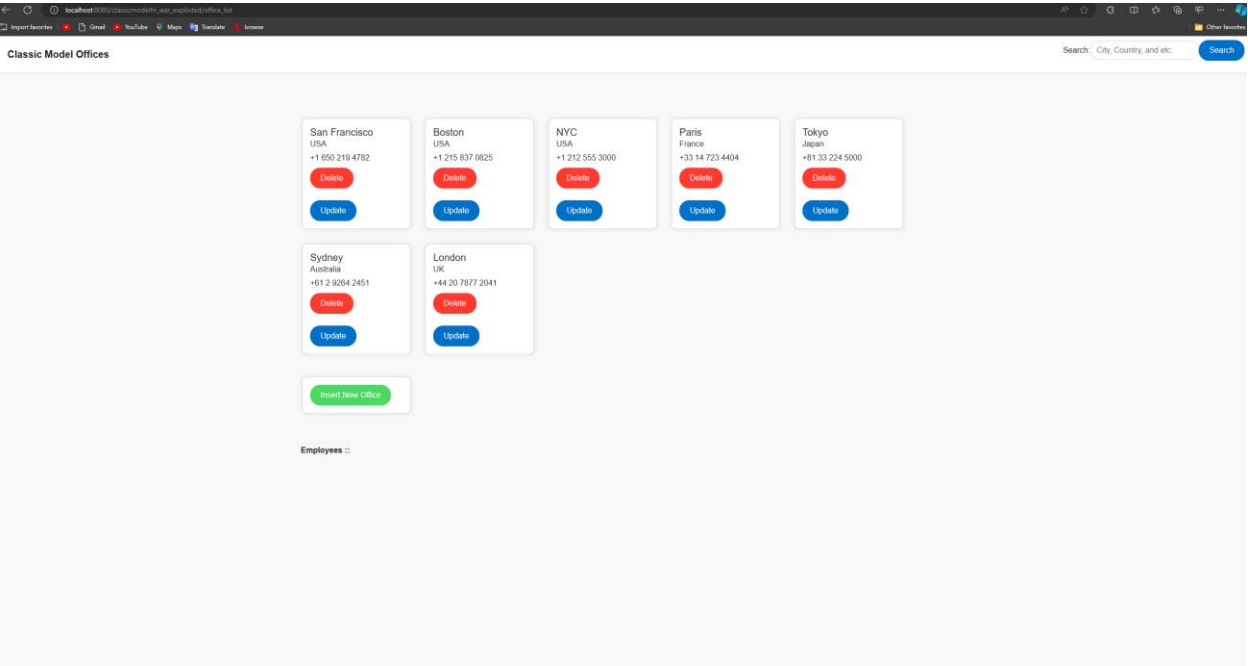 localhost:8080/classicmodelfn_war_exploded/office_list
Import favorites Gmail YouTube Maps Translate browse Other favorites
Classic Model Offices
Search: City, Country, and etc. Search
San Francisco
USA
+1 650 219 4782
Delete
Update
Boston
USA
+1 215 837 0825
Delete
Update
NYC
USA
+1 212 555 3000
Delete
Update
Paris
France
+33 14 723 4404
Delete
Update
Tokyo
Japan
+81 33 224 5000
Delete
Update
Sydney
Australia
+61 2 9264 2451
Delete
Update
London
UK
+44 20 7877 2041
Delete
Update
Insert New Office
Employees ::